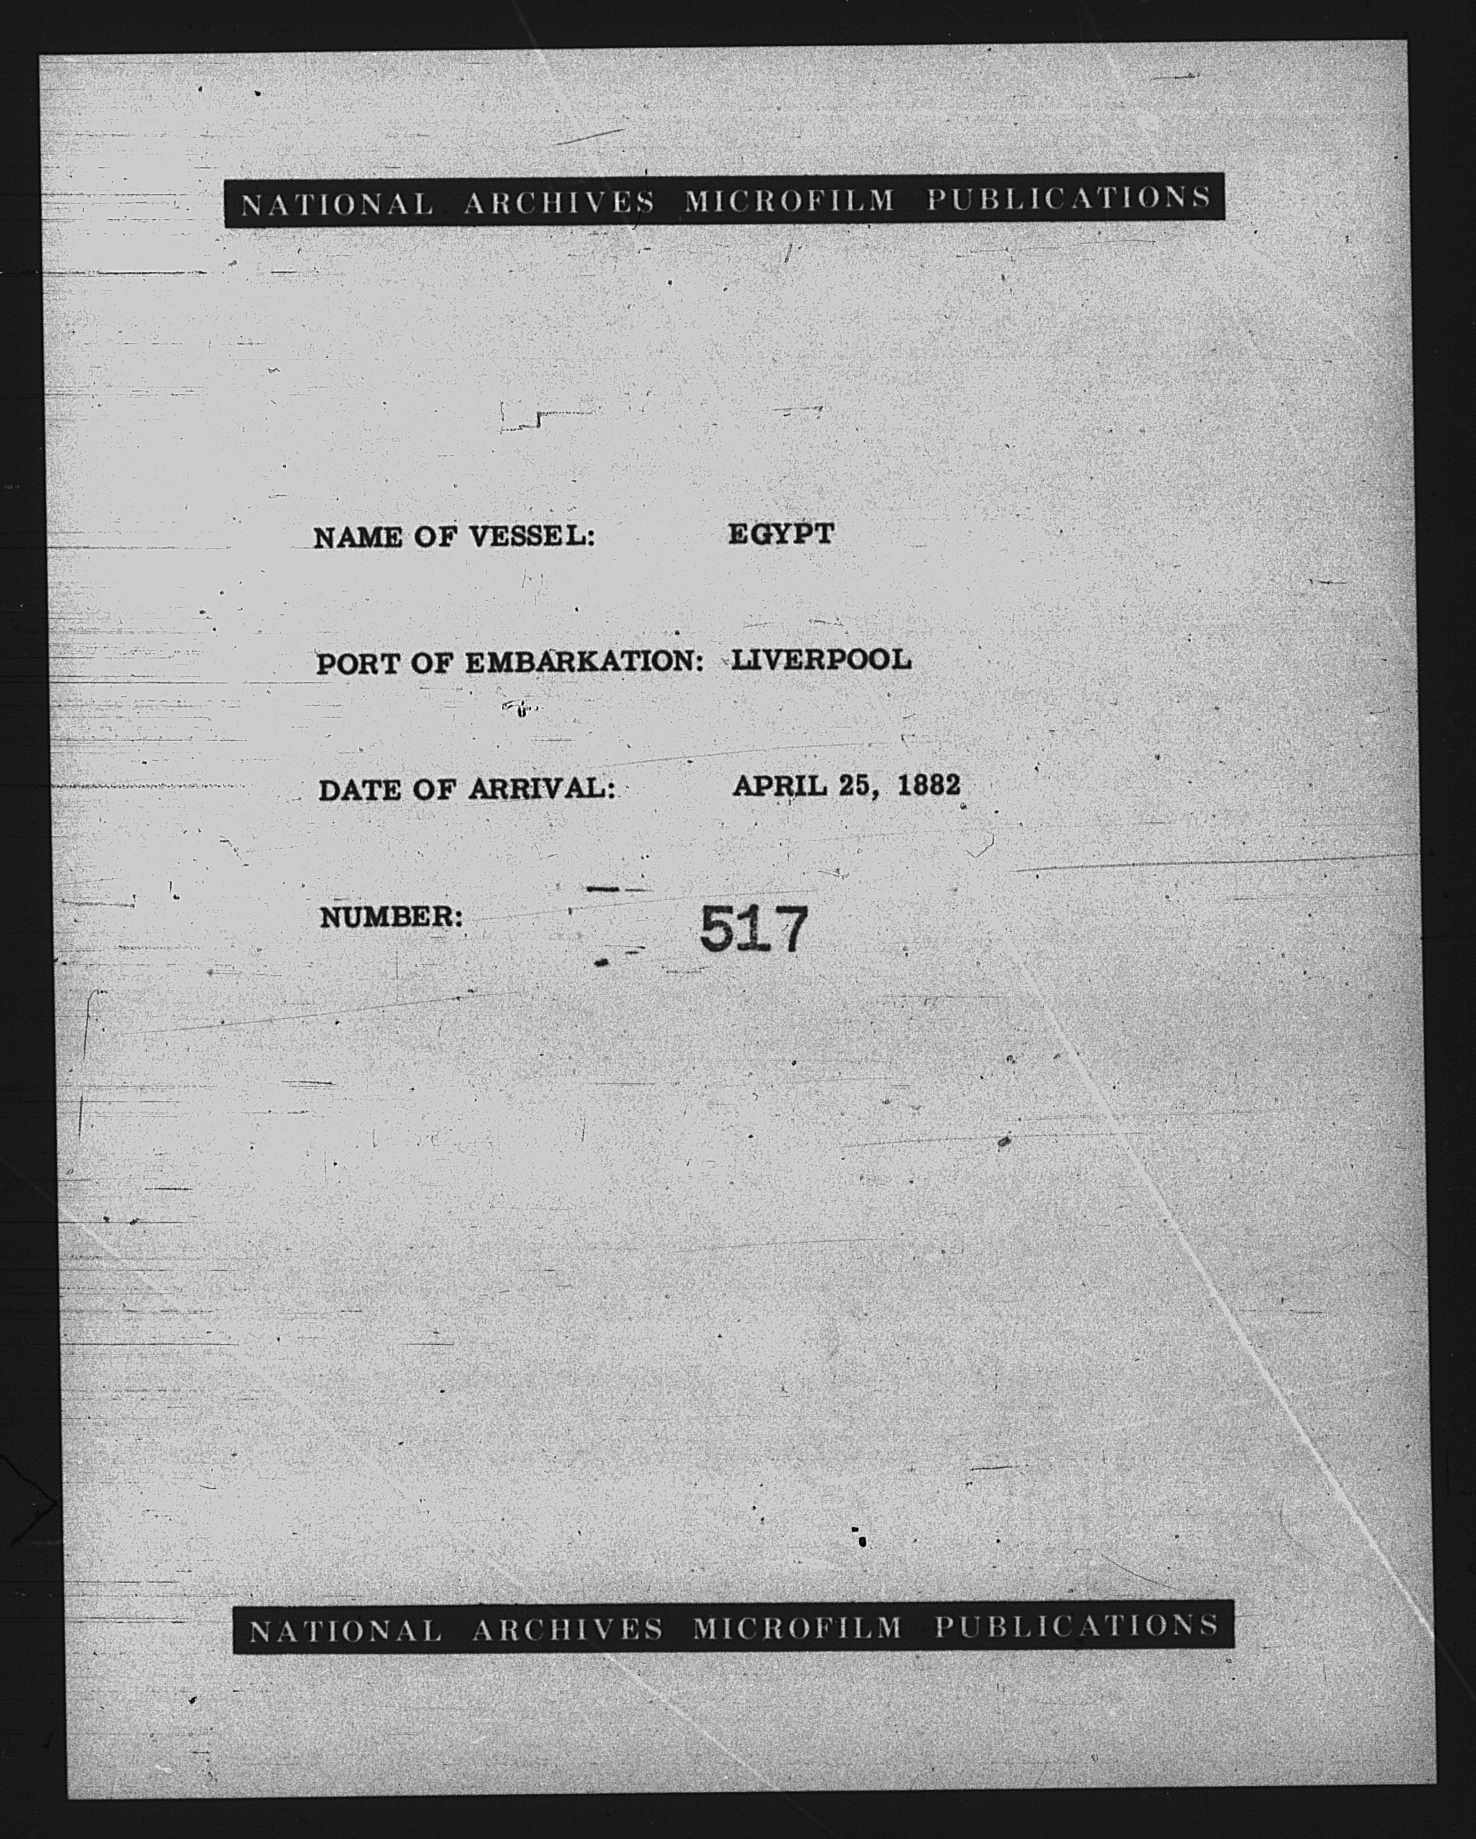 NATIONAL ARCHIVES MICROFILM PUBLICATIONS
NAME OF VESSEL: EGYPT
PORT OF EMBARKATION: LIVERPOOL
DATE OF ARRIVAL: APRIL 25, 1882
NUMBER: 517
NATIONAL ARCHIVES MICROFILM PUBLICATIONS